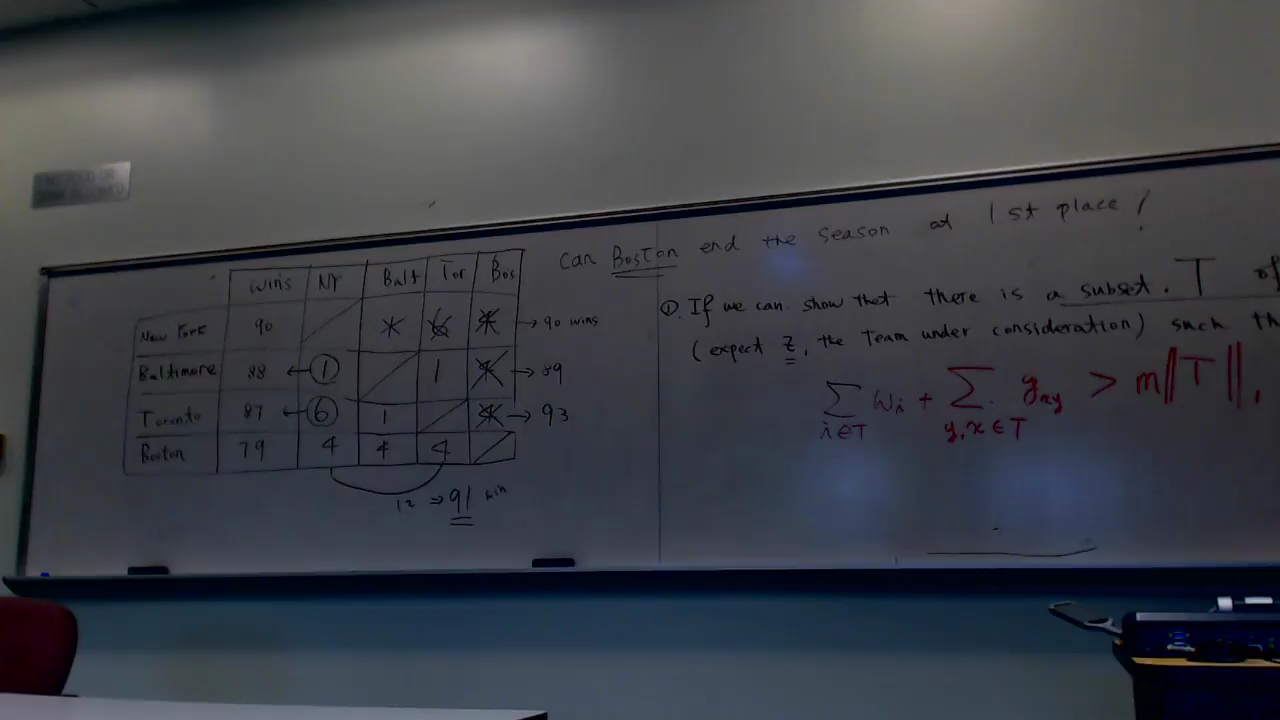 Can Boston end the season at 1st place?
wins NY Balt Tor Bos
New York 90 * 6 * → 90 wins
Baltimore 88 ← 1 1 * → 89
Toronto 87 ← 6 1 * → 93
Boston 79 4 4 4
12 ⇒ 91 win
① If we can show that there is a subset T of
(expect z, the team under consideration) such th
∑ i∈T wi + ∑ y,x∈T gxy > m||T||,